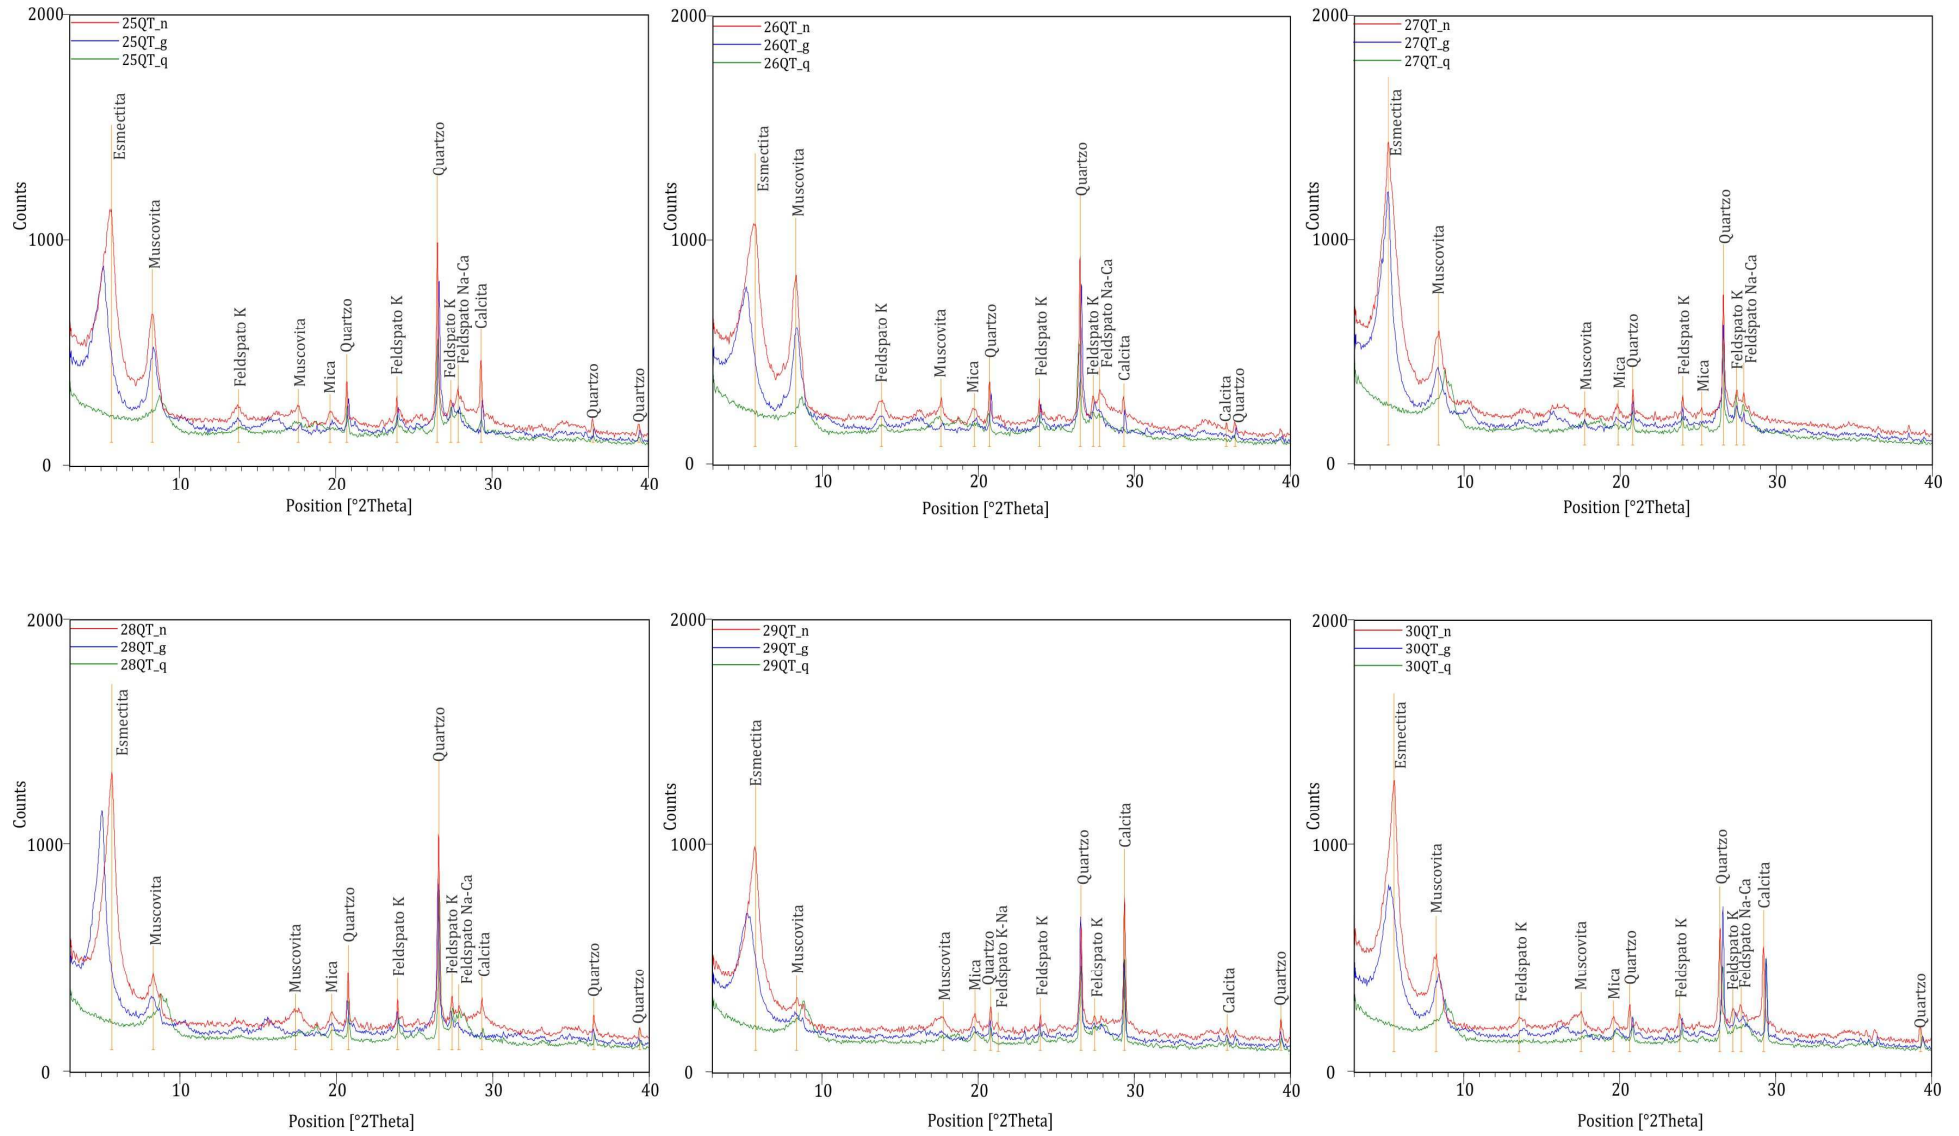 2000
25QT_n
25QT_g
25QT_q
Esmectita
Muscovita
Feldspato K
Muscovita
Mica
Quartzo
Feldspato K
Quartzo
Feldspato K
Feldspato Na-Ca
Calcita
Quartzo
Quartzo
Counts
1000
0
10
20
30
40
Position [°2Theta]
2000
26QT_n
26QT_g
26QT_q
Esmectita
Muscovita
Feldspato K
Muscovita
Mica
Quartzo
Feldspato K
Quartzo
Feldspato K
Feldspato Na-Ca
Calcita
Calcita
Quartzo
Counts
1000
0
10
20
30
40
Position [°2Theta]
2000
27QT_n
27QT_g
27QT_q
Esmectita
Muscovita
Muscovita
Mica
Quartzo
Feldspato K
Mica
Quartzo
Feldspato K
Feldspato Na-Ca
Counts
1000
0
10
20
30
40
Position [°2Theta]
2000
28QT_n
28QT_g
28QT_q
Esmectita
Muscovita
Muscovita
Mica
Quartzo
Feldspato K
Quartzo
Feldspato K
Feldspato Na-Ca
Calcita
Quartzo
Quartzo
Counts
1000
0
10
20
30
40
Position [°2Theta]
2000
29QT_n
29QT_g
29QT_q
Esmectita
Muscovita
Muscovita
Mica
Quartzo
Feldspato K-Na
Feldspato K
Quartzo
Feldspato K
Calcita
Calcita
Quartzo
Counts
1000
0
10
20
30
40
Position [°2Theta]
2000
30QT_n
30QT_g
30QT_q
Esmectita
Muscovita
Feldspato K
Muscovita
Mica
Quartzo
Feldspato K
Quartzo
Feldspato K
Feldspato Na-Ca
Calcita
Quartzo
Counts
1000
0
10
20
30
40
Position [°2Theta]